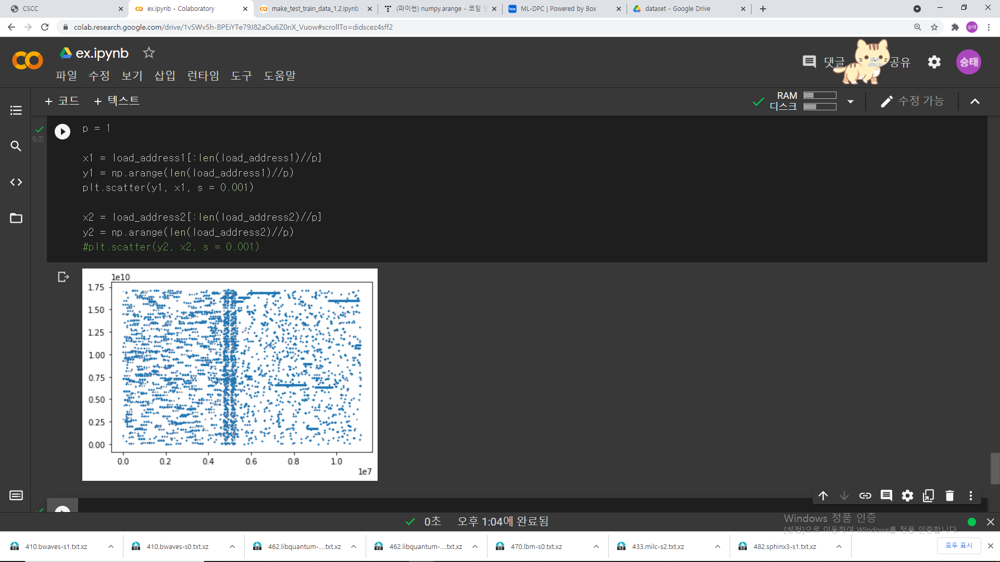 CSCC
ex.ipynb - Colaboratory
make_test_train_data_1,2.ipynb
(파이썬) numpy.arange - 코딩
ML-DPC | Powered by Box
dataset - Google Drive
colab.research.google.com/drive/1vSWv5h-BPEiYTe79J82aOu6Z0nX_Vuow#scrollTo=didscez4sff2
승태
ex.ipynb
댓글
공유
승태
파일 수정 보기 삽입 런타임 도구 도움말
+ 코드 + 텍스트
RAM
디스크
수정 가능
9초
p = 1
x1 = load_address1[:len(load_address1)//p]
y1 = np.arange(len(load_address1)//p)
plt.scatter(y1, x1, s = 0.001)
x2 = load_address2[:len(load_address2)//p]
y2 = np.arange(len(load_address2)//p)
#plt.scatter(y2, x2, s = 0.001)
1e10
1.75
1.50
1.25
1.00
0.75
0.50
0.25
0.00
0.0 0.2 0.4 0.6 0.8 1.0
1e7
0초 오후 1:04에 완료됨
Windows 정품 인증
[설정]으로 이동하여 Windows를 정품 인증합니다.
410.bwaves-s1.txt.xz
410.bwaves-s0.txt.xz
462.libquantum-....txt.xz
462.libquantum-....txt.xz
470.lbm-s0.txt.xz
433.milc-s2.txt.xz
482.sphinx3-s1.txt.xz
모두 표시